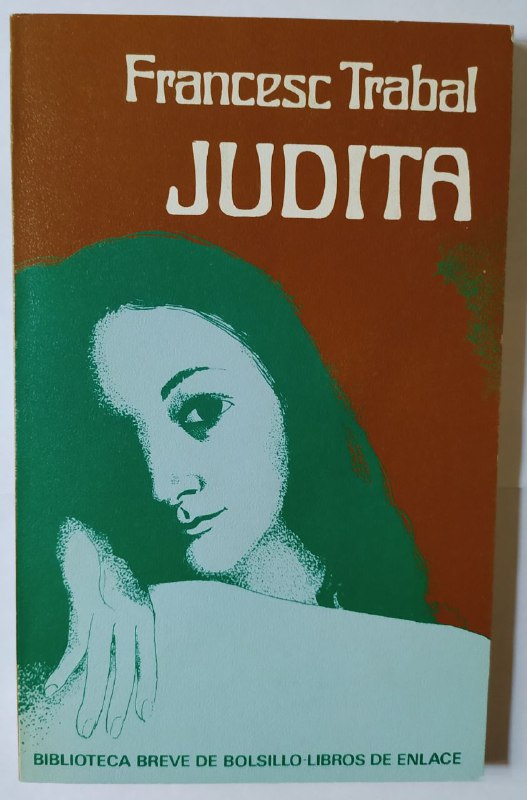 Francesc Trabal
JUDITA
BIBLIOTECA BREVE DE BOLSILLO-LIBROS DE ENLACE